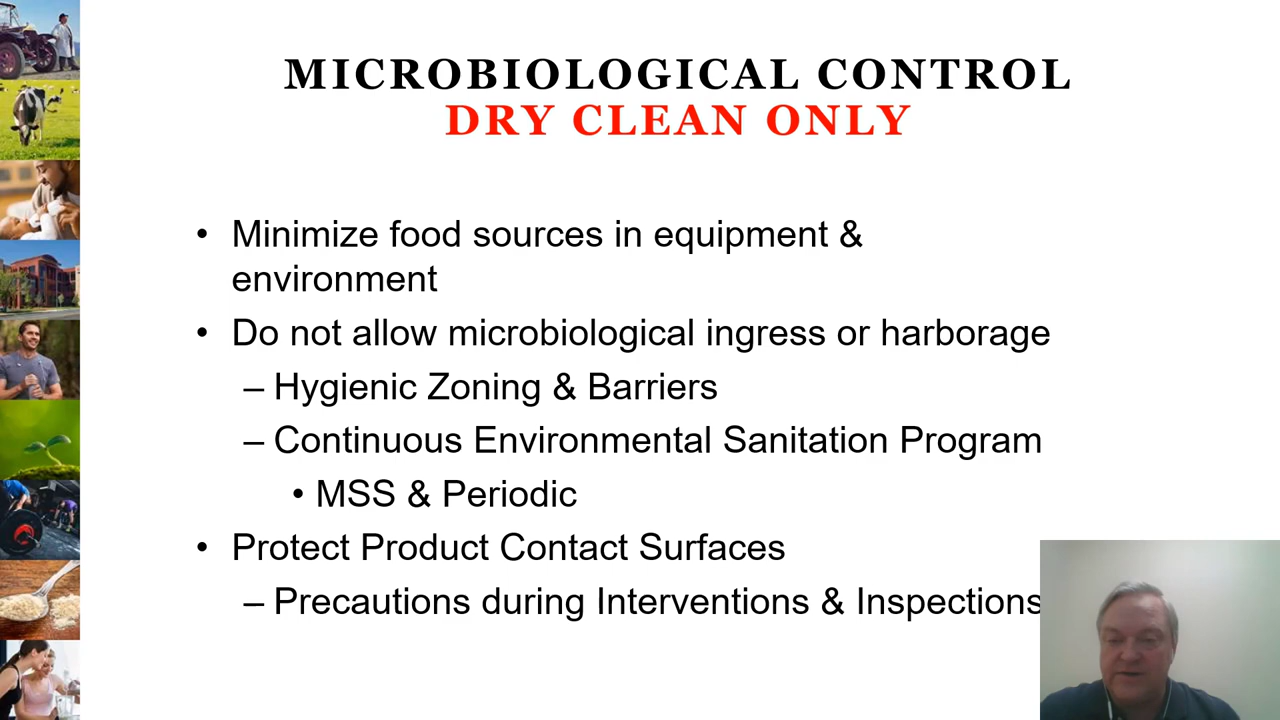 MICROBIOLOGICAL CONTROL
DRY CLEAN ONLY
• Minimize food sources in equipment &
environment
• Do not allow microbiological ingress or harborage
– Hygienic Zoning & Barriers
– Continuous Environmental Sanitation Program
• MSS & Periodic
• Protect Product Contact Surfaces
– Precautions during Interventions & Inspections